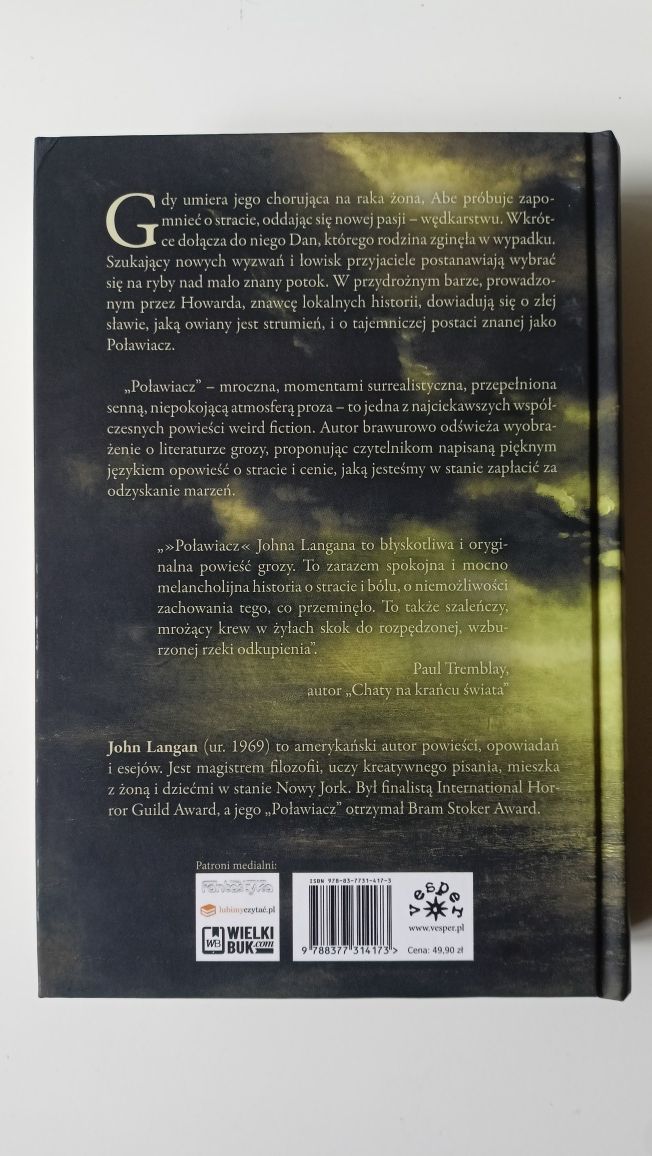 Gdy umiera jego chorująca na raka żona, Abe próbuje zapo-
mnieć o stracie, oddając się nowej pasji – wędkarstwu. Wkrót-
ce dołącza do niego Dan, którego rodzina zginęła w wypadku.
Szukający nowych wyzwań i łowisk przyjaciele postanawiają wybrać
się na ryby nad mało znany potok. W przydrożnym barze, prowadzo-
nym przez Howarda, znawcę lokalnych historii, dowiadują się o złej
sławie, jaką owiany jest strumień, i o tajemniczej postaci znanej jako
Poławiacz.
„Poławiacz” – mroczna, momentami surrealistyczna, przepełniona
senną, niepokojącą atmosferą proza – to jedna z najciekawszych współ-
czesnych powieści weird fiction. Autor brawurowo odświeża wyobra-
żenie o literaturze grozy, proponując czytelnikom napisaną pięknym
językiem opowieść o stracie i cenie, jaką jesteśmy w stanie zapłacić za
odzyskanie marzeń.
„»Poławiacz« Johna Langana to błyskotliwa i oryg-
inalna powieść grozy. To zarazem spokojna i mocno
melancholijna historia o stracie i bólu, o niemożliwości
zachowania tego, co przeminęło. To także szaleńczy,
mrożący krew w żyłach skok do rozpędzonej, wzbu-
rzonej rzeki odkupienia”.
Paul Tremblay,
autor „Chaty na krańcu świata”
John Langan (ur. 1969) to amerykański autor powieści, opowiadań
i esejów. Jest magistrem filozofii, uczy kreatywnego pisania, mieszka
z żoną i dziećmi w stanie Nowy Jork. Był finalistą International Hor-
ror Guild Award, a jego „Poławiacz” otrzymał Bram Stoker Award.
Patroni medialni:
Fantastyka
lubimyczytać.pl
WB WIELKI
BUK.com
ISBN 978-83-7731-417-3
9 788377 314173 >
vesper
www.vesper.pl
Cena: 49,90 zł